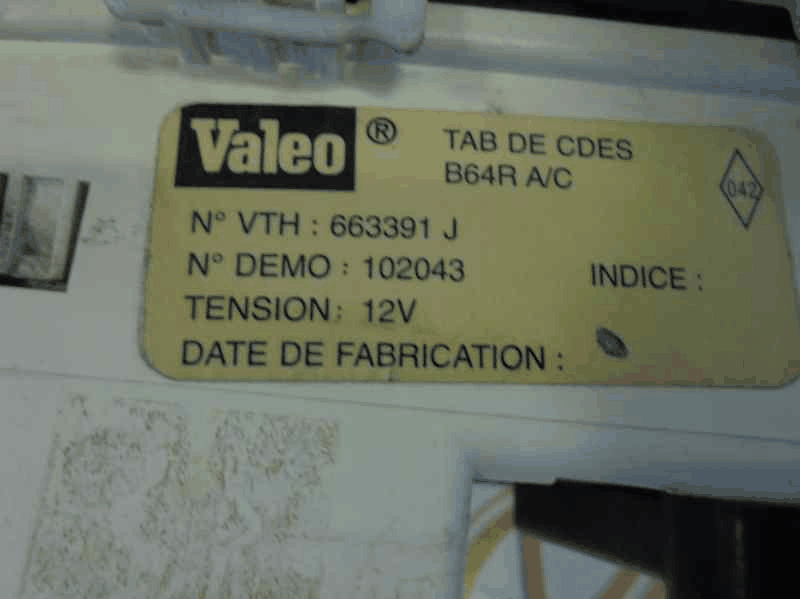 Valeo ® TAB DE CDES
B64R A/C
042
N° VTH : 663391 J
N° DEMO : 102043 INDICE :
TENSION : 12V
DATE DE FABRICATION :